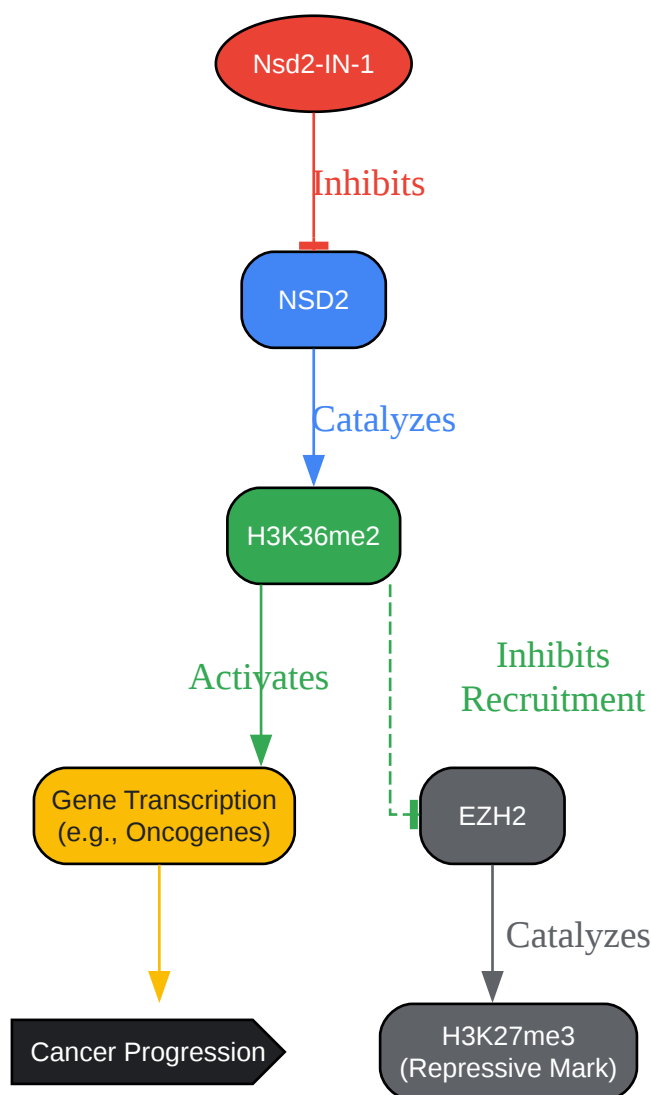 Nsd2-IN-1
Inhibits
NSD2
Catalyzes
H3K36me2
Activates
Inhibits
Recruitment
Gene Transcription
(e.g., Oncogenes)
EZH2
Catalyzes
Cancer Progression
H3K27me3
(Repressive Mark)